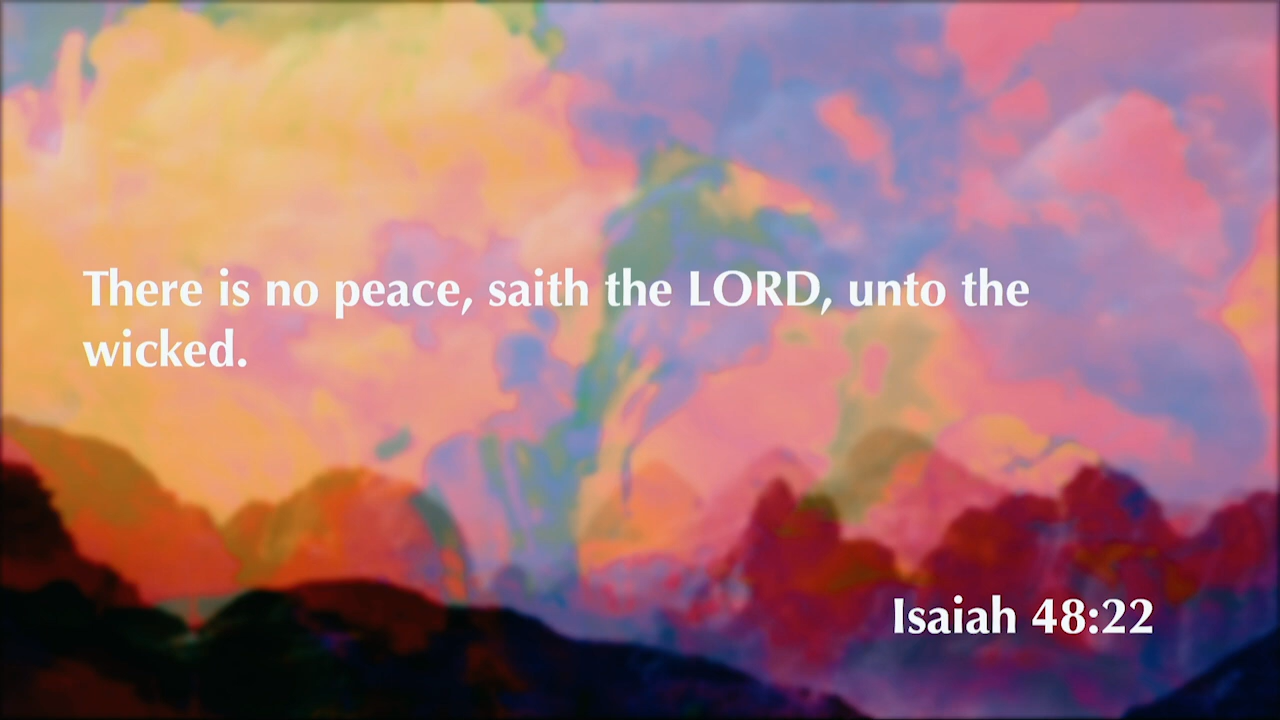 There is no peace, saith the LORD, unto the
wicked.
Isaiah 48:22